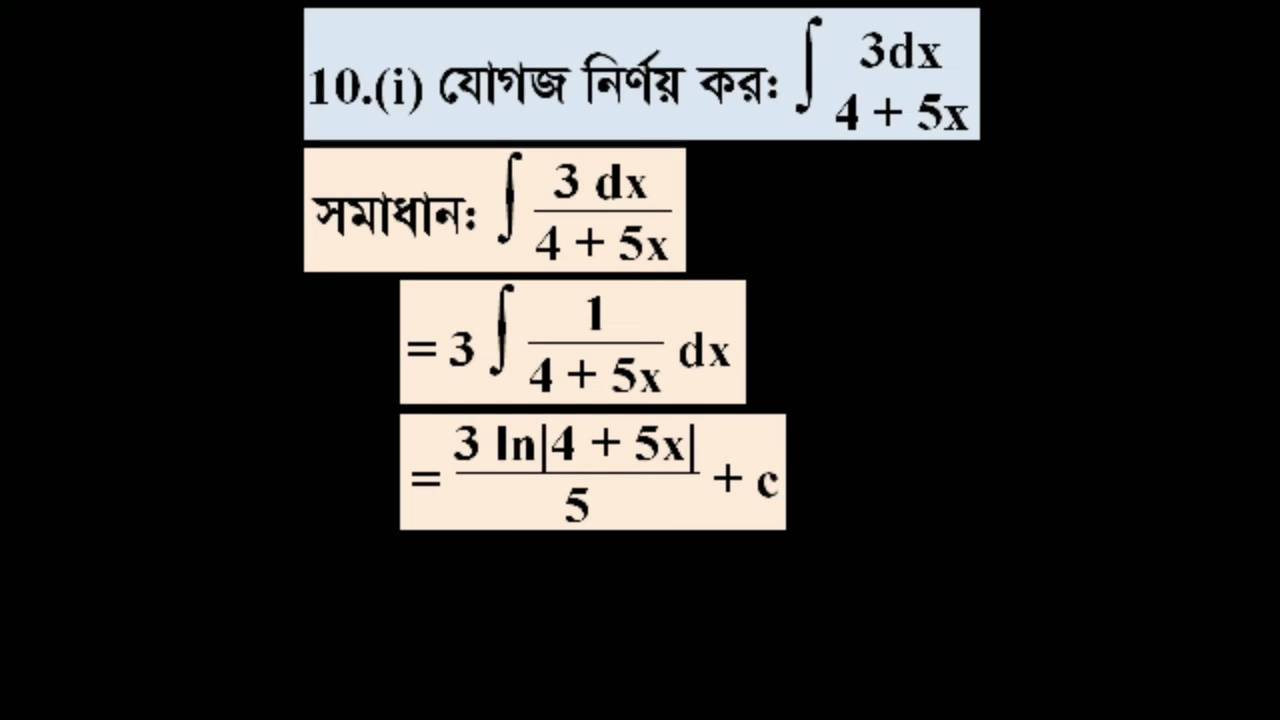 10.(i) যোগজ নির্ণয় করঃ ∫ 3dx
4 + 5x
সমাধানঃ ∫ 3 dx
4 + 5x
= 3 ∫ 1
4 + 5x dx
= 3 ln|4 + 5x|
5 + c